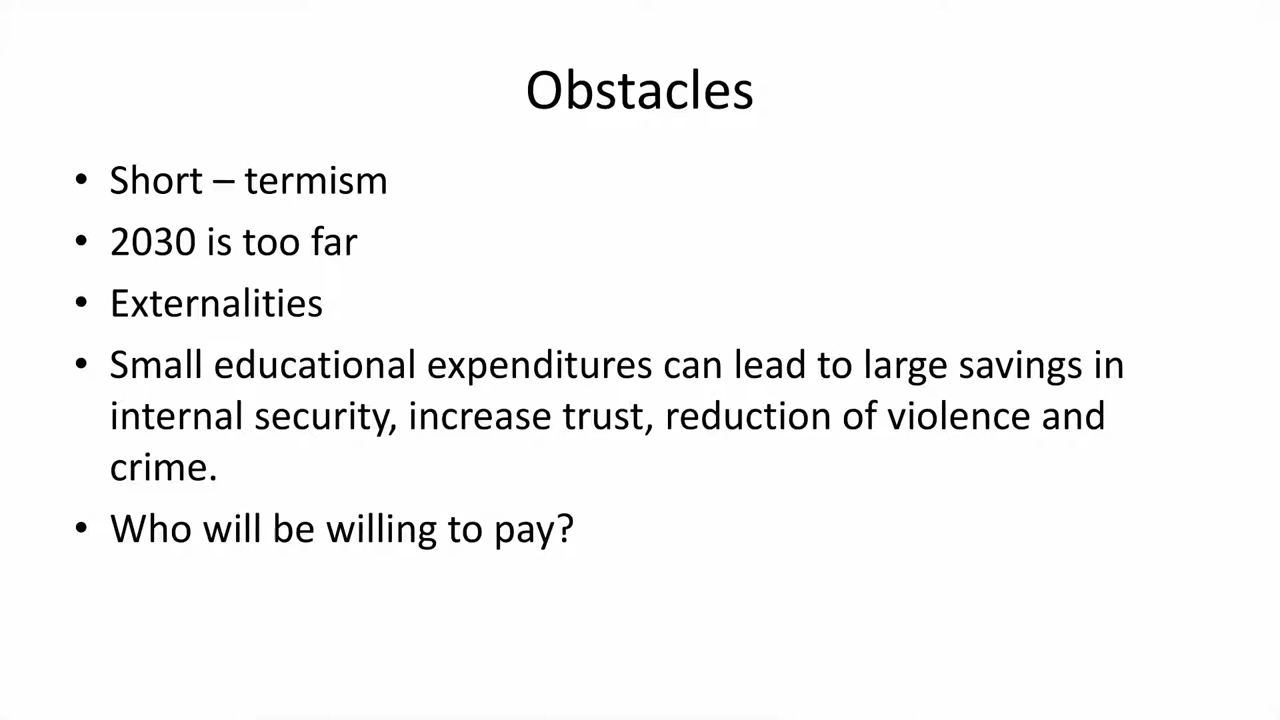 Obstacles
• Short – termism
• 2030 is too far
• Externalities
• Small educational expenditures can lead to large savings in
internal security, increase trust, reduction of violence and
crime.
• Who will be willing to pay?